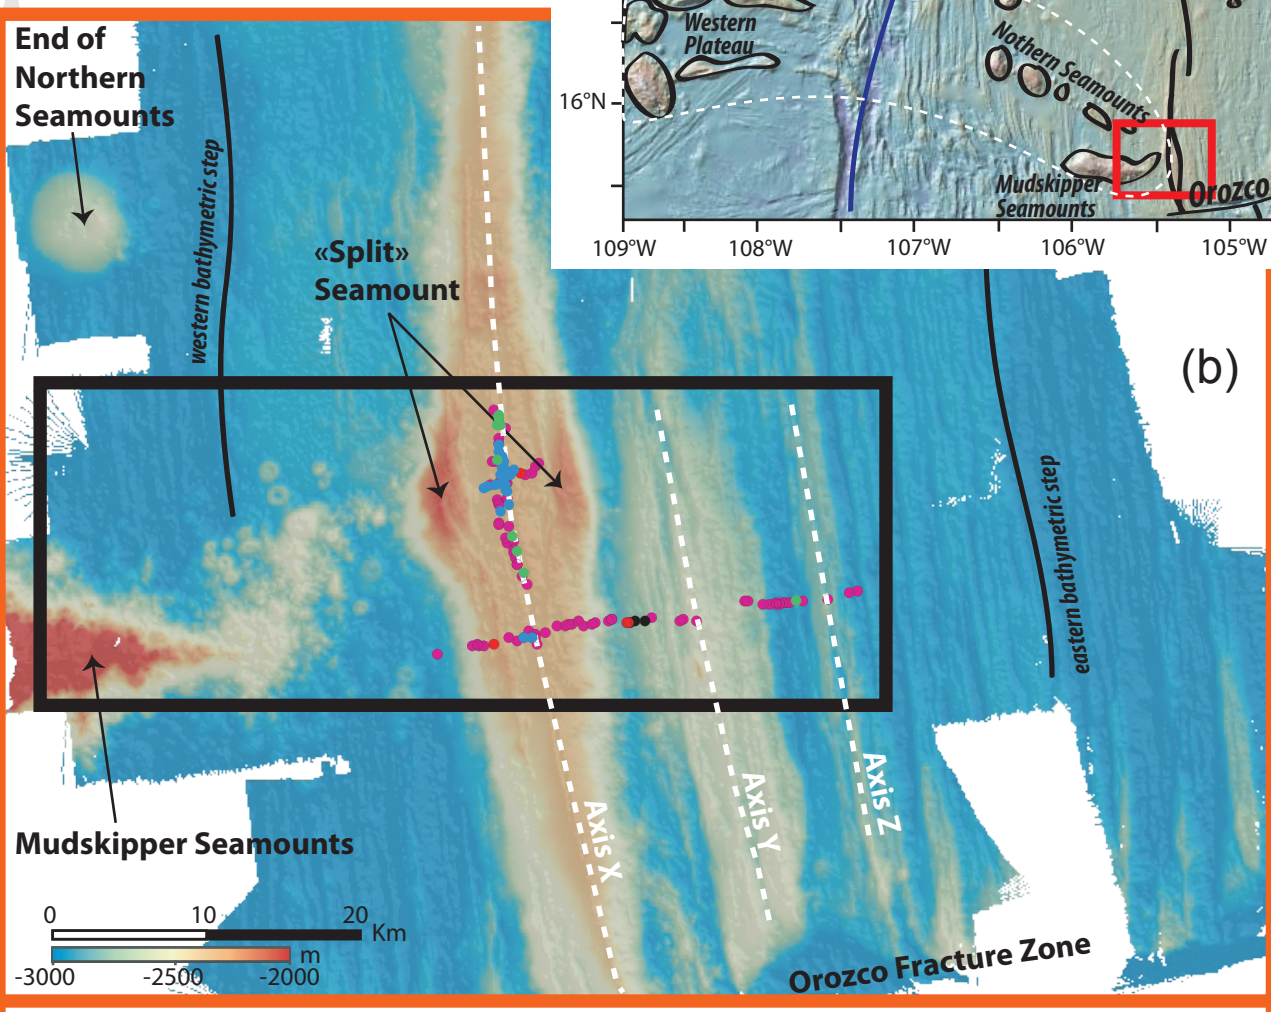 End of
Northern
Seamounts
western bathymetric step
«Split»
Seamount
Western
Plateau
Nothern Seamounts
16°N
Mudskipper
Seamounts
Orozco
109°W
108°W
107°W
106°W
105°W
(b)
eastern bathymetric step
Axis X
Axis Y
Axis Z
Mudskipper Seamounts
0 10 20
Km
m
-3000 -2500 -2000
Orozco Fracture Zone